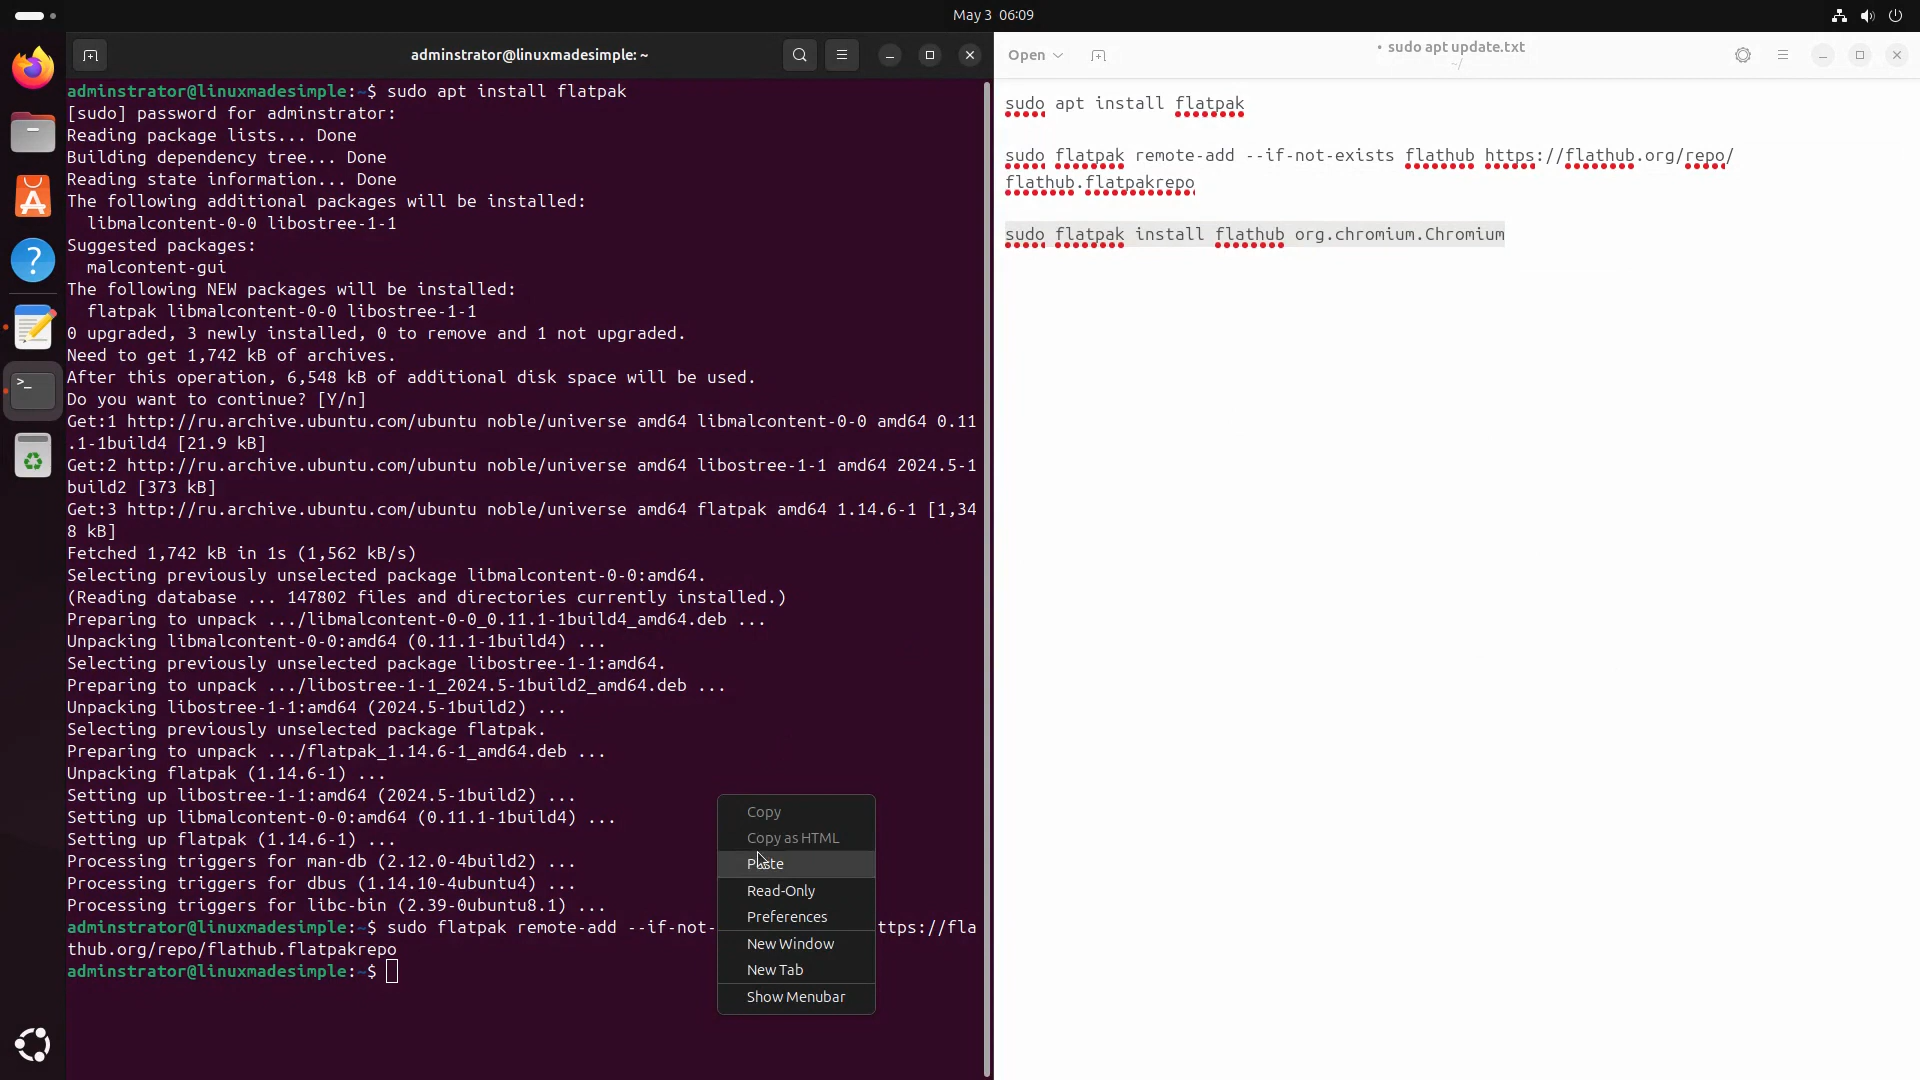 May 3 06:09
adminstrator@linuxmadesimple: ~
adminstrator@linuxmadesimple:~$ sudo apt install flatpak
[sudo] password for adminstrator:
Reading package lists... Done
Building dependency tree... Done
Reading state information... Done
The following additional packages will be installed:
libmalcontent-0-0 libostree-1-1
Suggested packages:
malcontent-gui
The following NEW packages will be installed:
flatpak libmalcontent-0-0 libostree-1-1
0 upgraded, 3 newly installed, 0 to remove and 1 not upgraded.
Need to get 1,742 kB of archives.
After this operation, 6,548 kB of additional disk space will be used.
Do you want to continue? [Y/n]
Get:1 http://ru.archive.ubuntu.com/ubuntu noble/universe amd64 libmalcontent-0-0 amd64 0.11
.1-1build4 [21.9 kB]
Get:2 http://ru.archive.ubuntu.com/ubuntu noble/universe amd64 libostree-1-1 amd64 2024.5-1
build2 [373 kB]
Get:3 http://ru.archive.ubuntu.com/ubuntu noble/universe amd64 flatpak amd64 1.14.6-1 [1,34
8 kB]
Fetched 1,742 kB in 1s (1,562 kB/s)
Selecting previously unselected package libmalcontent-0-0:amd64.
(Reading database ... 147802 files and directories currently installed.)
Preparing to unpack .../libmalcontent-0-0_0.11.1-1build4_amd64.deb ...
Unpacking libmalcontent-0-0:amd64 (0.11.1-1build4) ...
Selecting previously unselected package libostree-1-1:amd64.
Preparing to unpack .../libostree-1-1_2024.5-1build2_amd64.deb ...
Unpacking libostree-1-1:amd64 (2024.5-1build2) ...
Selecting previously unselected package flatpak.
Preparing to unpack .../flatpak_1.14.6-1_amd64.deb ...
Unpacking flatpak (1.14.6-1) ...
Setting up libostree-1-1:amd64 (2024.5-1build2) ...
Setting up libmalcontent-0-0:amd64 (0.11.1-1build4) ...
Setting up flatpak (1.14.6-1) ...
Processing triggers for man-db (2.12.0-4build2) ...
Processing triggers for dbus (1.14.10-4ubuntu4) ...
Processing triggers for libc-bin (2.39-0ubuntu8.1) ...
adminstrator@linuxmadesimple:~$ sudo flatpak remote-add --if-not- ttps://fla
thub.org/repo/flathub.flatpakrepo
adminstrator@linuxmadesimple:~$
Copy
Copy as HTML
Paste
Read-Only
Preferences
New Window
New Tab
Show Menubar
Open
• sudo apt update.txt
~/
sudo apt install flatpak
sudo flatpak remote-add --if-not-exists flathub https://flathub.org/repo/
flathub.flatpakrepo
sudo flatpak install flathub org.chromium.Chromium